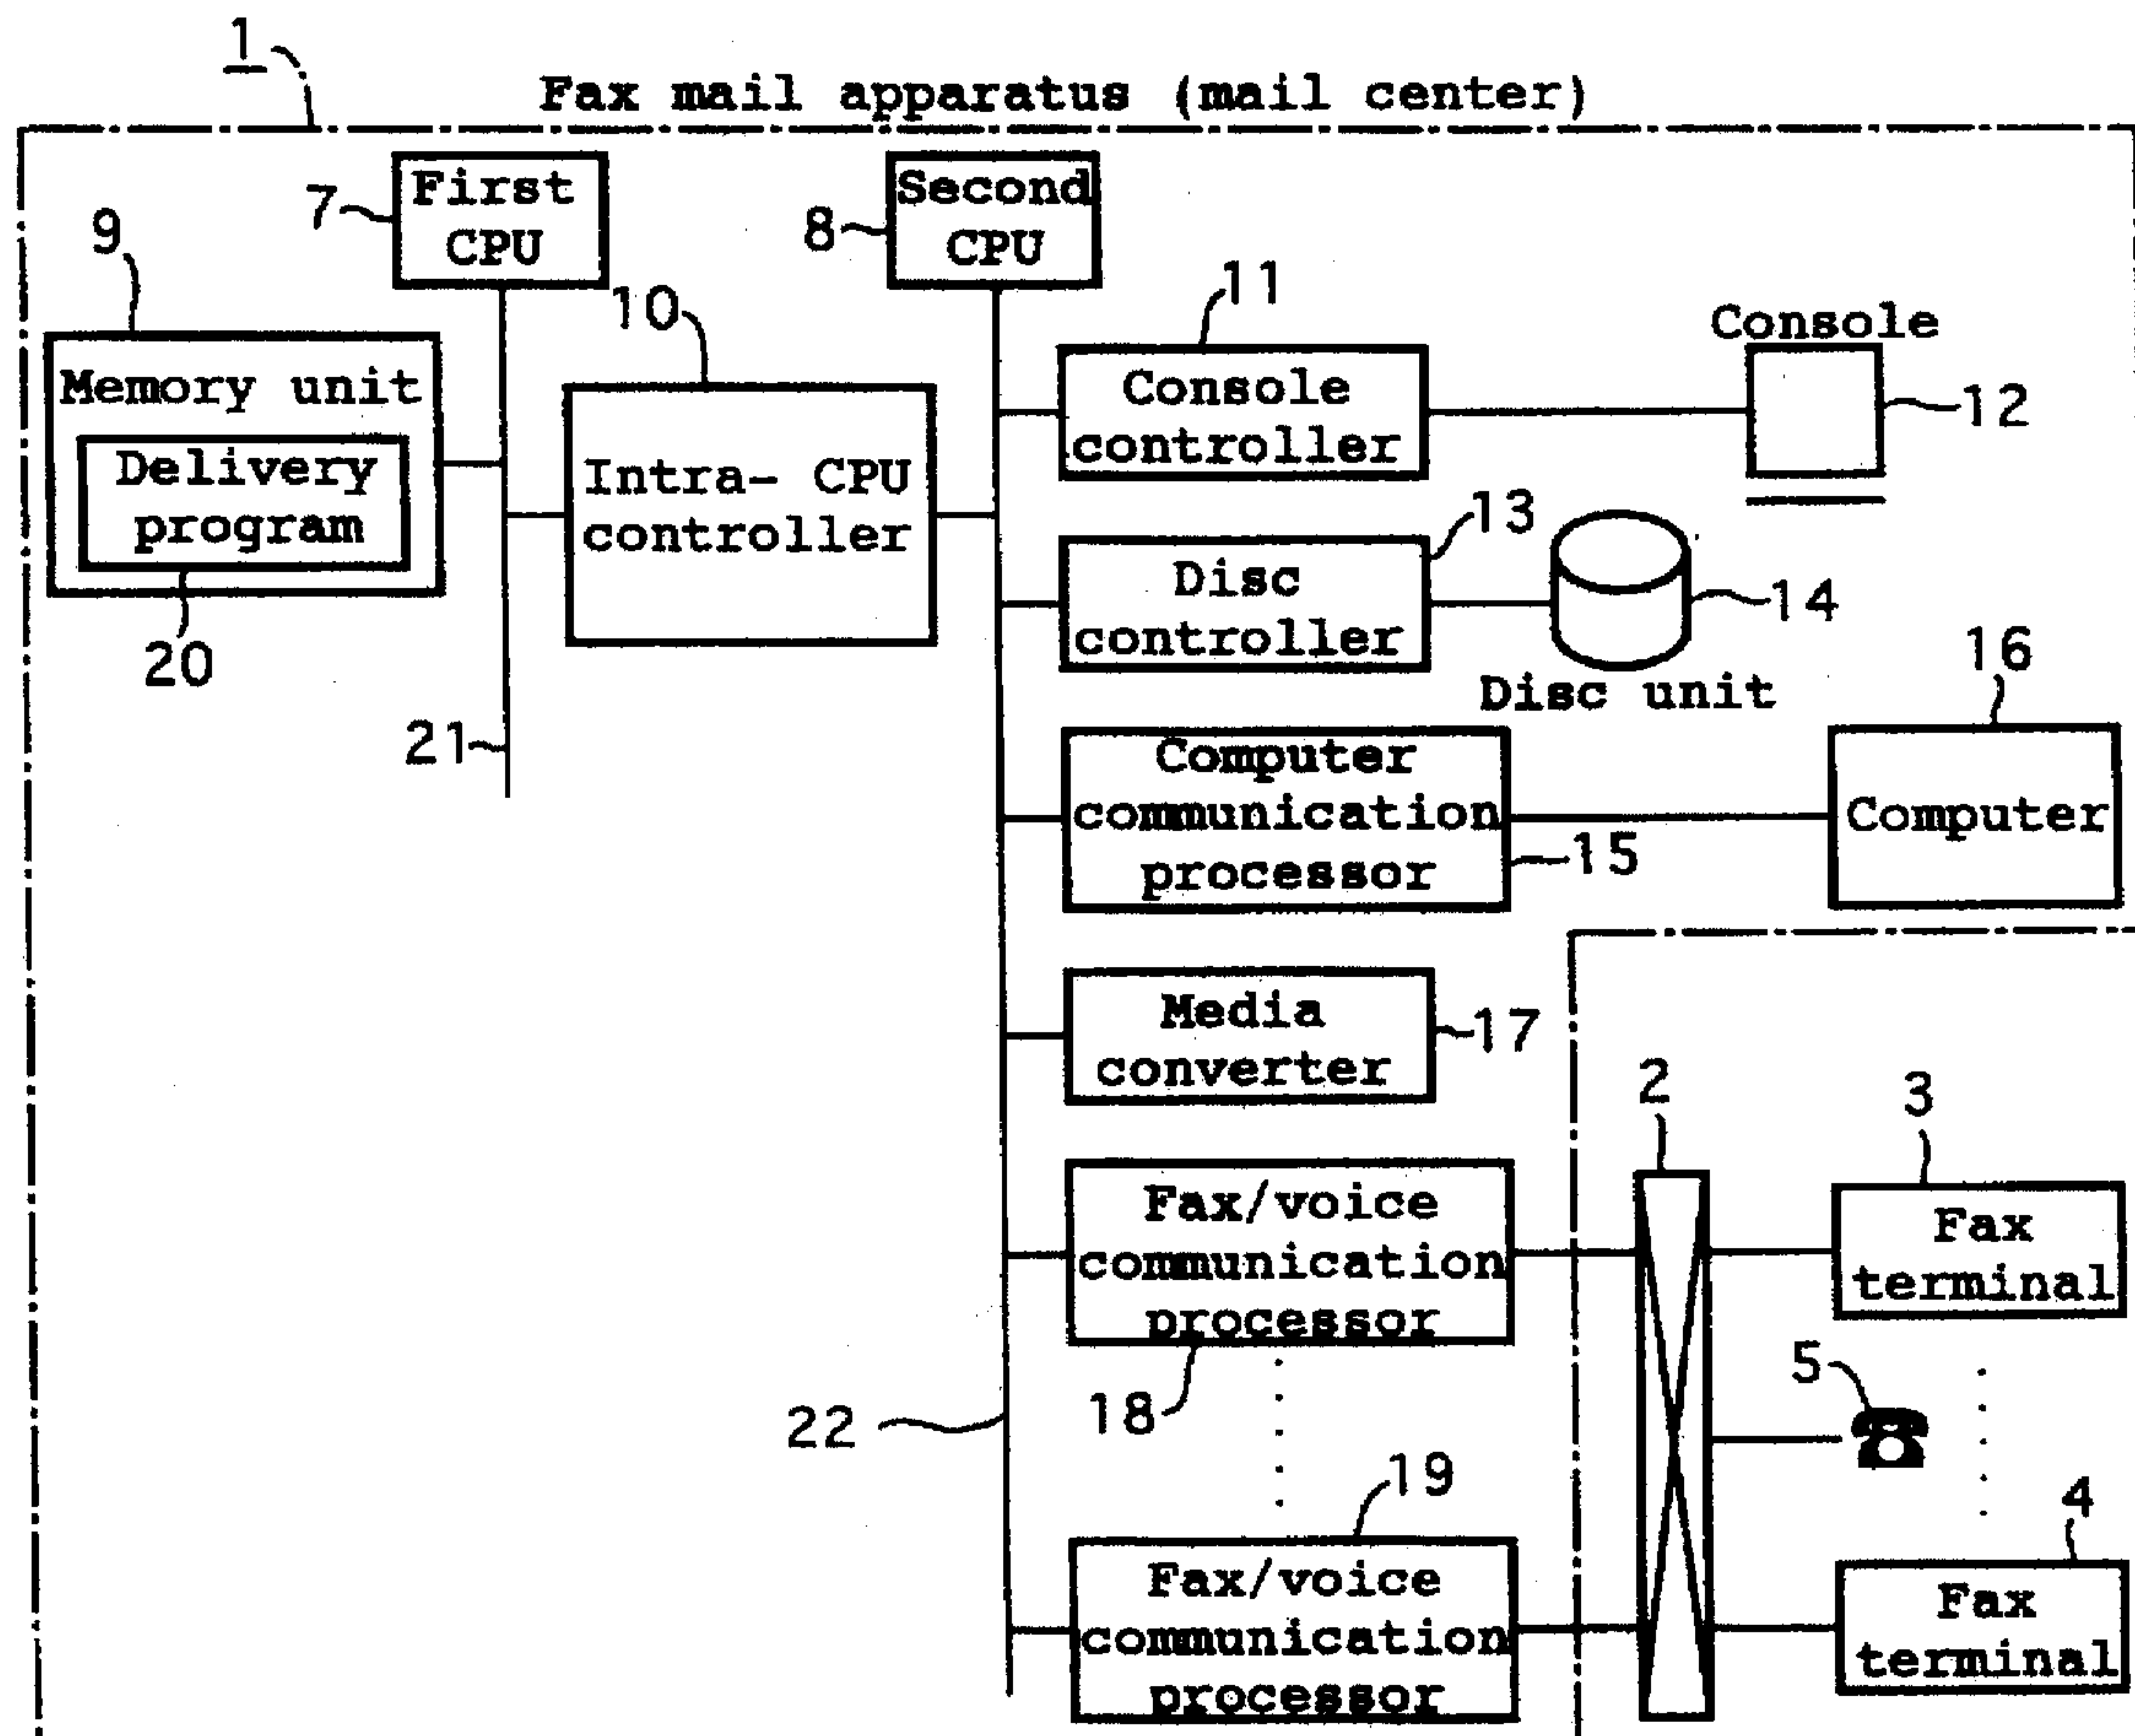 1
Fax mail apparatus (mail center)
7
First
CPU
8
Second
CPU
9
Memory unit
Delivery
program
20
21
10
Intra- CPU
controller
11
Console
controller
Console
12
13
Disc
controller
14
Disc unit
Computer
communication
processor
15
16
Computer
Media
converter
17
Fax/voice
communication
processor
18
22
19
Fax/voice
communication
processor
2
3
Fax
terminal
5
4
Fax
terminal